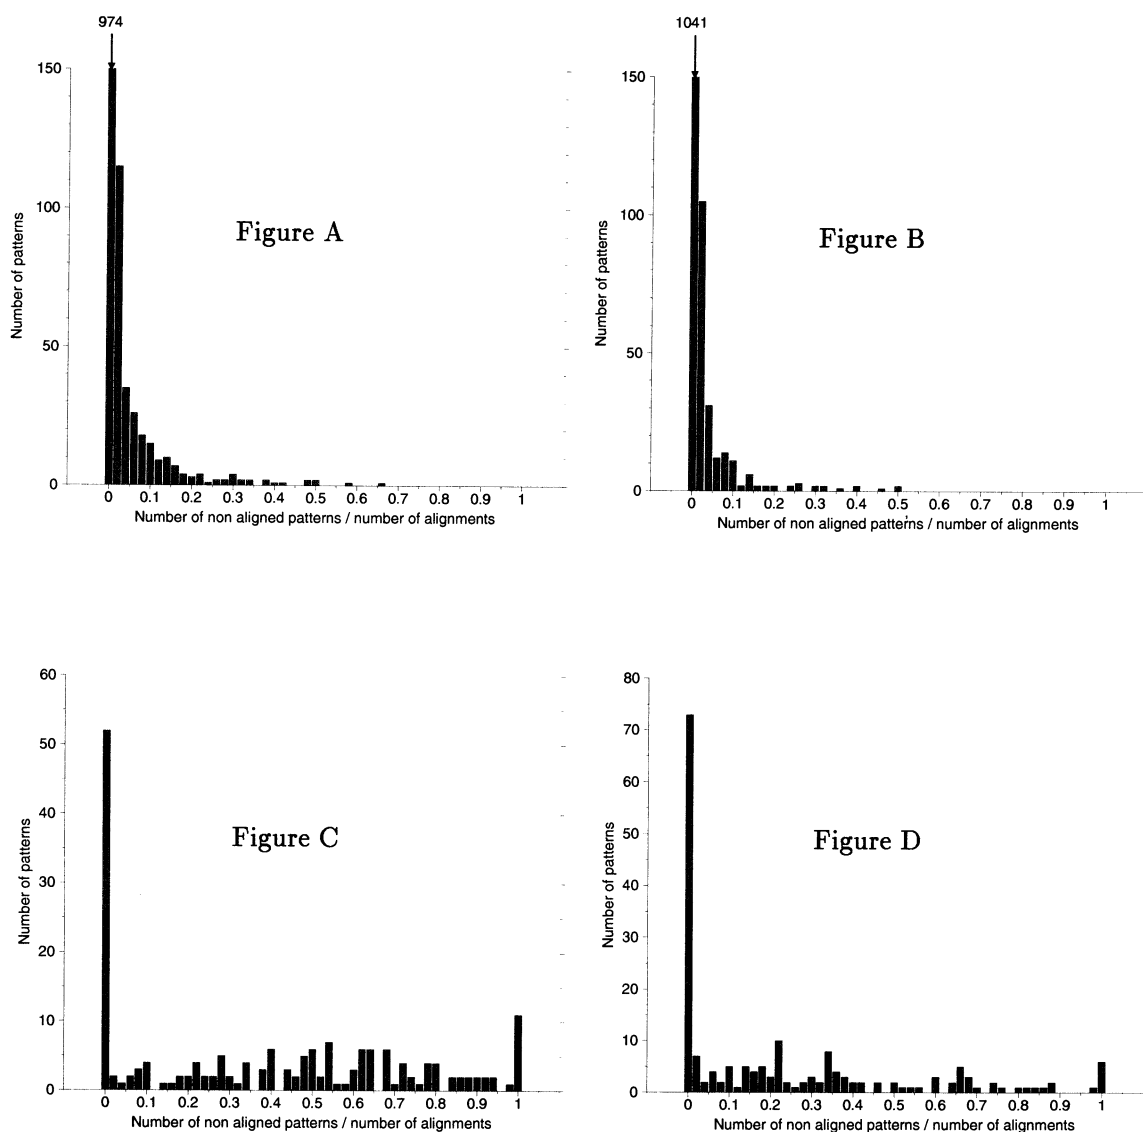 974
150
100
50
0
Number of patterns
Figure A
0 0.1 0.2 0.3 0.4 0.5 0.6 0.7 0.8 0.9 1
Number of non aligned patterns / number of alignments
1041
150
100
50
0
Number of patterns
Figure B
0 0.1 0.2 0.3 0.4 0.5 0.6 0.7 0.8 0.9 1
Number of non aligned patterns / number of alignments
60
50
40
30
20
10
0
Number of patterns
Figure C
0 0.1 0.2 0.3 0.4 0.5 0.6 0.7 0.8 0.9 1
Number of non aligned patterns / number of alignments
80
70
60
50
40
30
20
10
0
Number of patterns
Figure D
0 0.1 0.2 0.3 0.4 0.5 0.6 0.7 0.8 0.9 1
Number of non aligned patterns / number of alignments